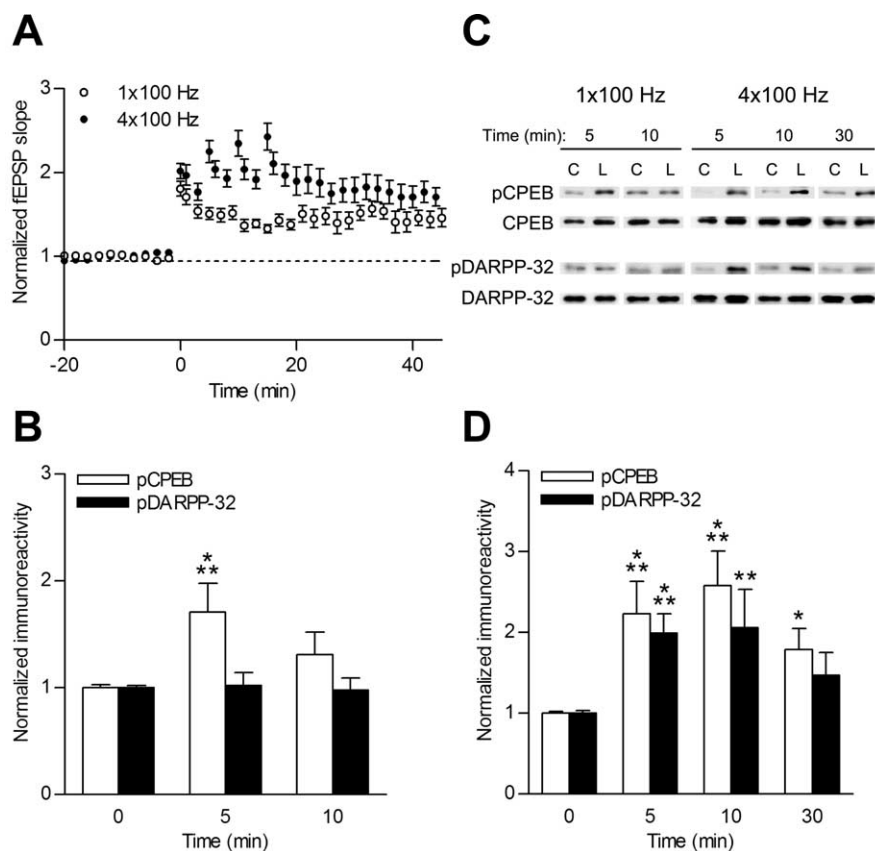 A
Normalized fEPSP slope
3
2
1
0
1x100 Hz
4x100 Hz
-20
0
20
40
Time (min)
C
1x100 Hz
4x100 Hz
Time (min):
5
10
5
10
30
C L C L C L C L C L
pCPEB
CPEB
pDARPP-32
DARPP-32
B
Normalized immunoreactivity
3
2
1
0
pCPEB
pDARPP-32
*
**
0
5
10
Time (min)
D
Normalized immunoreactivity
4
3
2
1
0
pCPEB
pDARPP-32
*
**
*
**
*
**
**
*
0
5
10
30
Time (min)